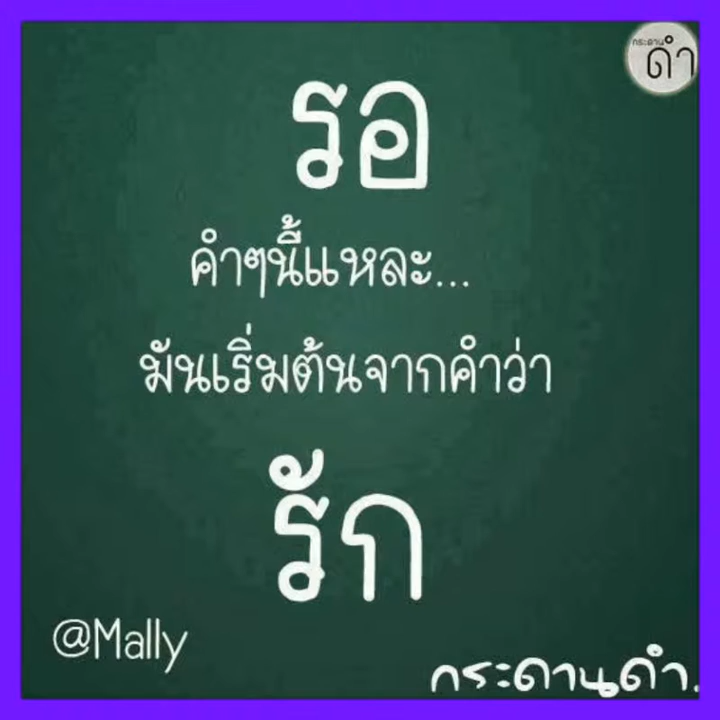 กระดาน
ดำ
รอ
คำๆนี้แหละ...
มันเริ่มต้นจากคำว่า
รัก
@Mally
กระดานดำ.